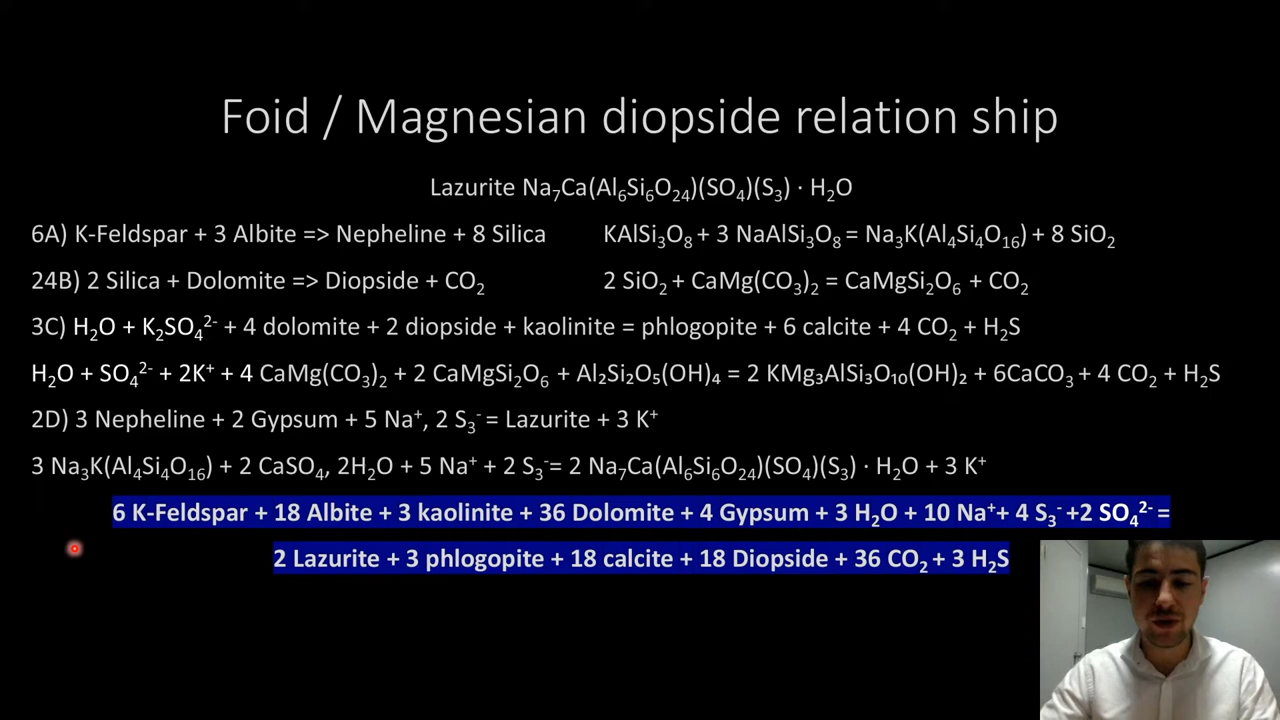 Foid / Magnesian diopside relation ship
Lazurite Na₇Ca(Al₆Si₆O₂₄)(SO₄)(S₃) · H₂O
6A) K-Feldspar + 3 Albite => Nepheline + 8 Silica KAlSi₃O₈ + 3 NaAlSi₃O₈ = Na₃K(Al₄Si₄O₁₆) + 8 SiO₂
24B) 2 Silica + Dolomite => Diopside + CO₂ 2 SiO₂ + CaMg(CO₃)₂ = CaMgSi₂O₆ + CO₂
3C) H₂O + K₂SO₄²⁻ + 4 dolomite + 2 diopside + kaolinite = phlogopite + 6 calcite + 4 CO₂ + H₂S
H₂O + SO₄²⁻ + 2K⁺ + 4 CaMg(CO₃)₂ + 2 CaMgSi₂O₆ + Al₂Si₂O₅(OH)₄ = 2 KMg₃AlSi₃O₁₀(OH)₂ + 6CaCO₃ + 4 CO₂ + H₂S
2D) 3 Nepheline + 2 Gypsum + 5 Na⁺, 2 S₃⁻ = Lazurite + 3 K⁺
3 Na₃K(Al₄Si₄O₁₆) + 2 CaSO₄, 2H₂O + 5 Na⁺ + 2 S₃⁻= 2 Na₇Ca(Al₆Si₆O₂₄)(SO₄)(S₃) · H₂O + 3 K⁺
6 K-Feldspar + 18 Albite + 3 kaolinite + 36 Dolomite + 4 Gypsum + 3 H₂O + 10 Na⁺+ 4 S₃⁻ +2 SO₄²⁻ =
2 Lazurite + 3 phlogopite + 18 calcite + 18 Diopside + 36 CO₂ + 3 H₂S